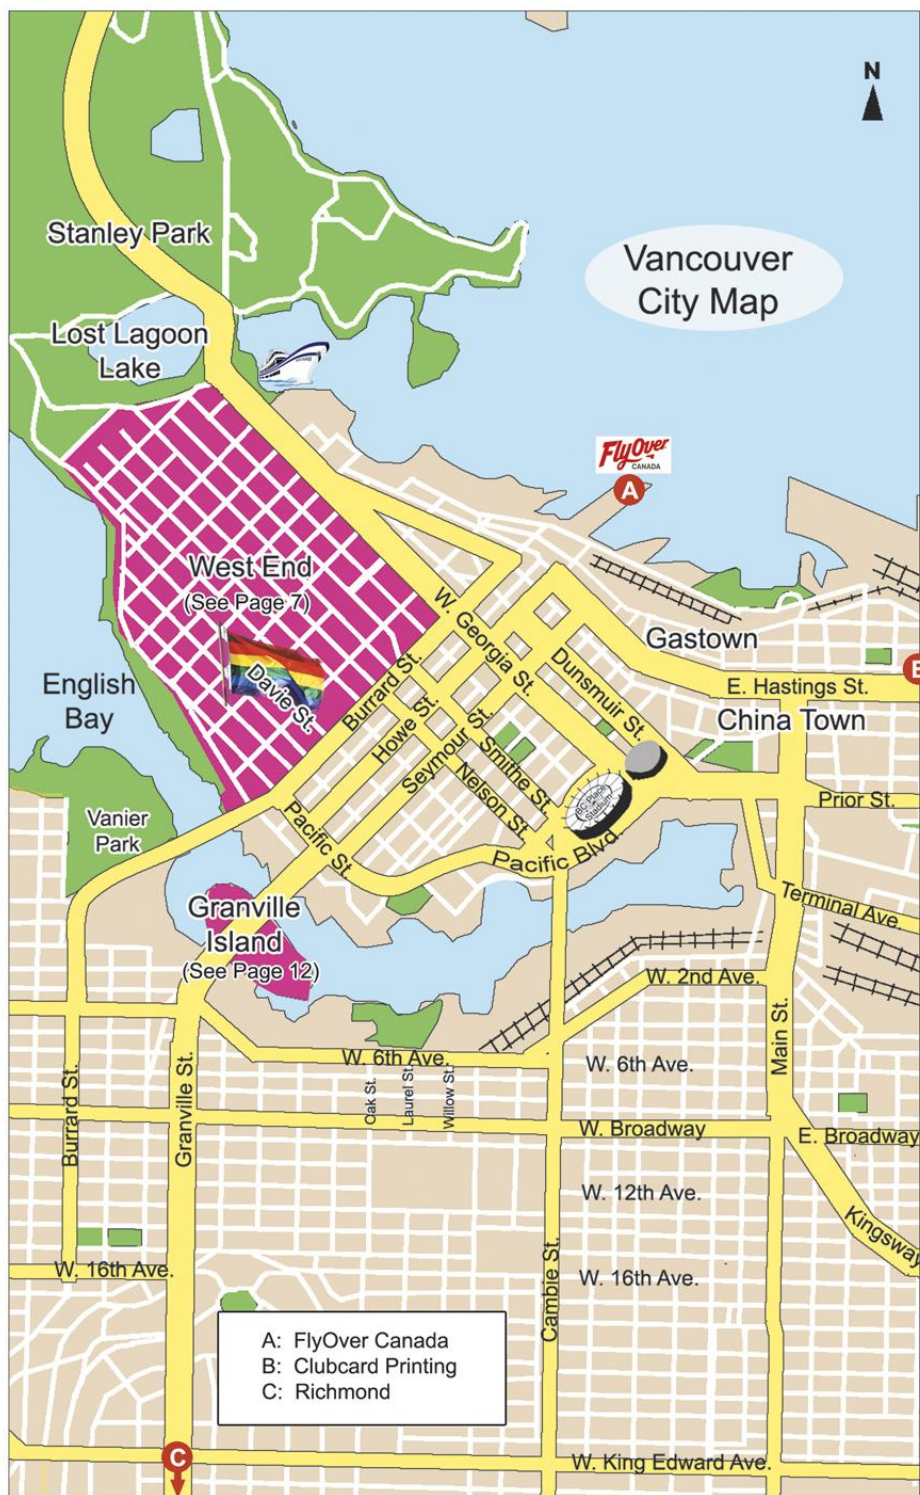 N
Stanley Park
Vancouver
City Map
Lost Lagoon
Lake
FlyOver
CANADA
A
West End
(See Page 7)
W. Georgia St.
Gastown
Dunsmuir St.
B
E. Hastings St.
English
Bay
Davie St.
Burrard St.
Howe St.
Seymour St.
Smithe St.
Nelson St.
China Town
BC Place
Stadium
Prior St.
Vanier
Park
Pacific St.
Pacific Blvd.
Terminal Ave.
Granville
Island
(See Page 12)
W. 2nd Ave.
Main St.
W. 6th Ave.
W. 6th Ave.
Oak St.
Laurel St.
Willow St.
Burrard St.
Granville St.
W. Broadway
E. Broadway
W. 12th Ave.
Kingsway
Cambie St.
W. 16th Ave.
W. 16th Ave.
A: FlyOver Canada
B: Clubcard Printing
C: Richmond
C
W. King Edward Ave.